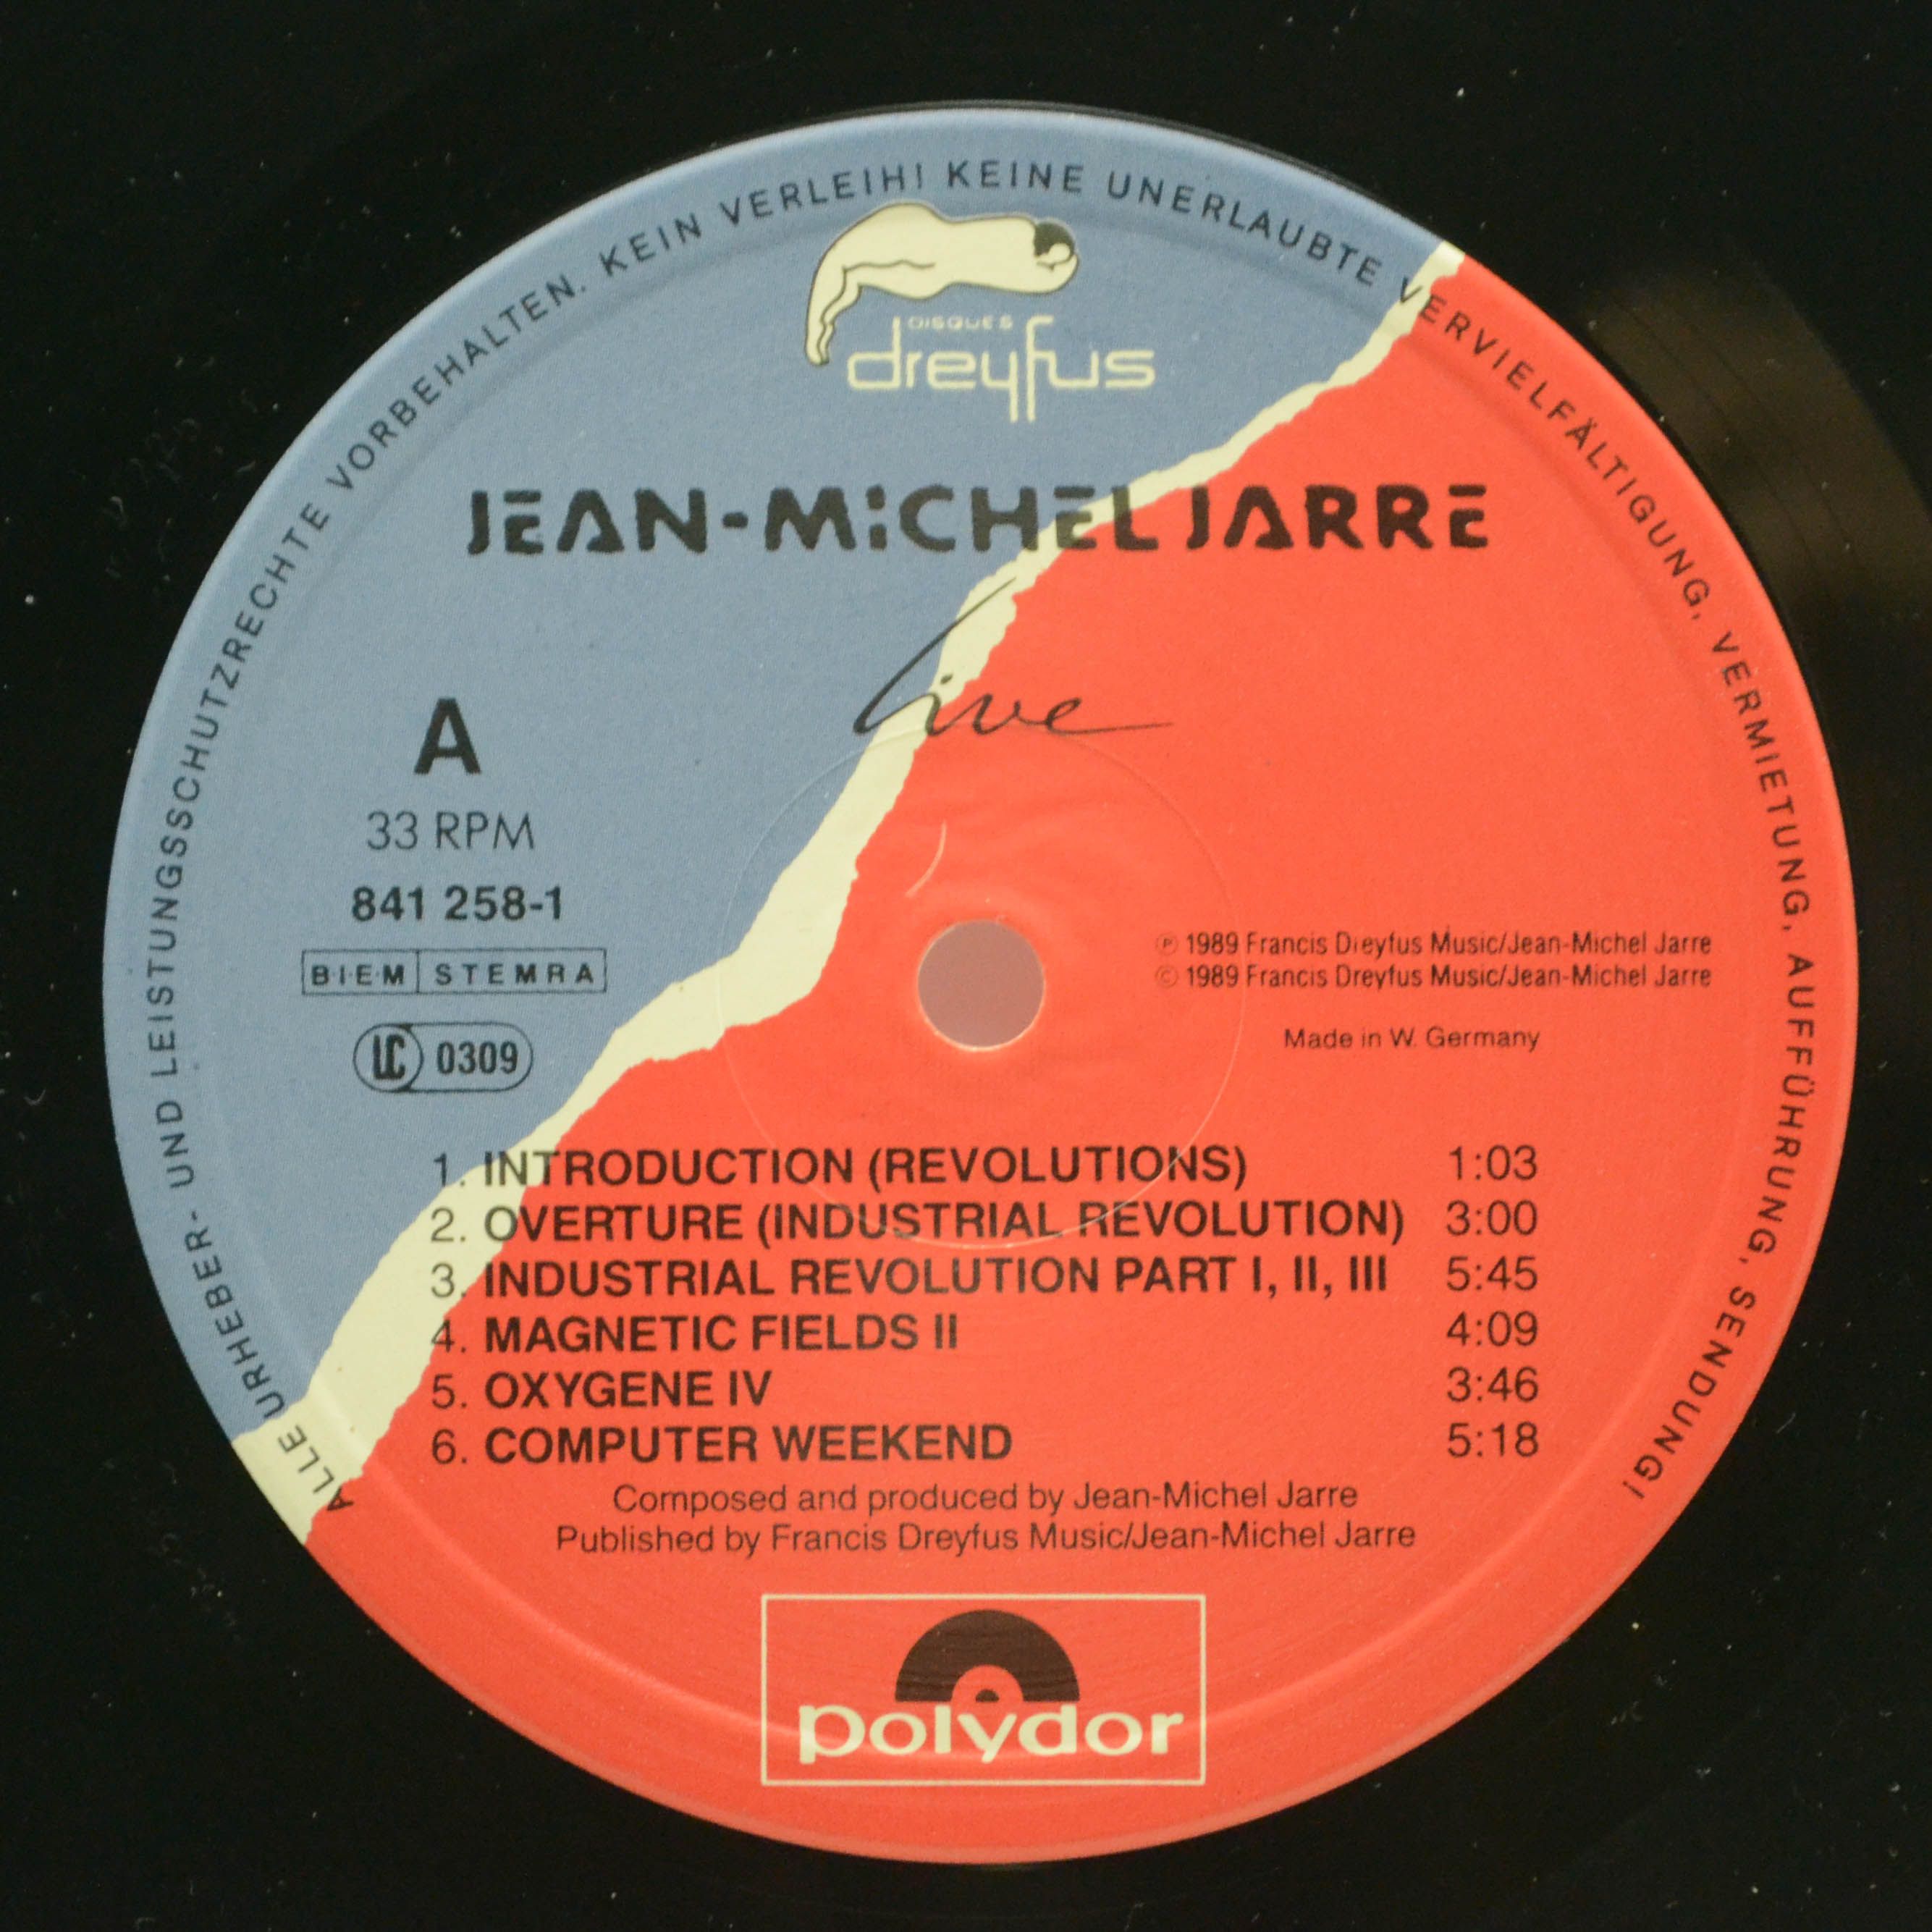 ALLE URHEBER- UND LEISTUNGSSCHUTZRECHTE VORBEHALTEN. KEIN VERLEIH! KEINE UNERLAUBTE VERVIELFÄLTIGUNG, VERMIETUNG, AUFFÜHRUNG, SENDUNG!
DISQUES
dreyfus
JEAN-MICHEL JARRE
live
A
33 RPM
841 258-1
B·I·E·M STEMRA
LC 0309
℗ 1989 Francis Dreyfus Music/Jean-Michel Jarre
© 1989 Francis Dreyfus Music/Jean-Michel Jarre
Made in W. Germany
1. INTRODUCTION (REVOLUTIONS) 1:03
2. OVERTURE (INDUSTRIAL REVOLUTION) 3:00
3. INDUSTRIAL REVOLUTION PART I, II, III 5:45
4. MAGNETIC FIELDS II 4:09
5. OXYGENE IV 3:46
6. COMPUTER WEEKEND 5:18
Composed and produced by Jean-Michel Jarre
Published by Francis Dreyfus Music/Jean-Michel Jarre
polydor